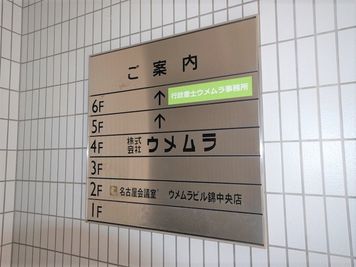 ご案内
6F ↑ 行政書士ウメムラ事務所
5F ↑
4F 株式会社 ウメムラ
3F
2F 名古屋会議室 ウメムラビル錦中央店
1F